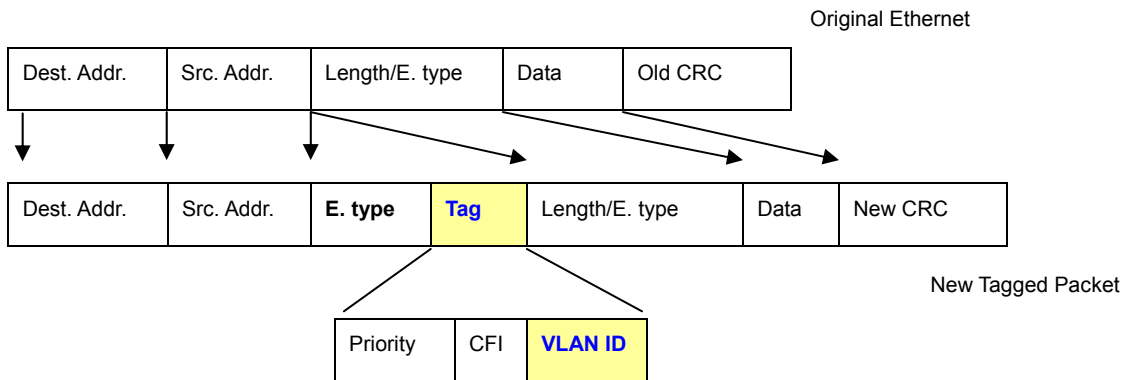 Original Ethernet
Dest. Addr. Src. Addr. Length/E. type Data Old CRC
Dest. Addr. Src. Addr. E. type Tag Length/E. type Data New CRC
New Tagged Packet
Priority CFI VLAN ID